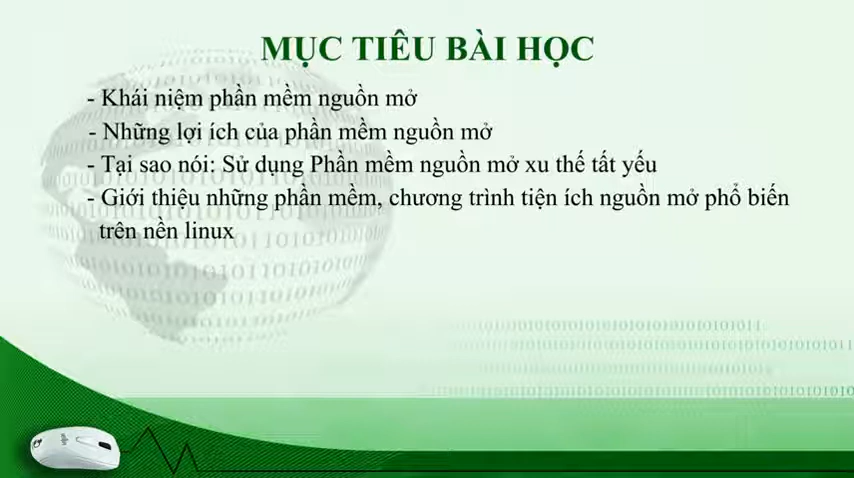 MỤC TIÊU BÀI HỌC
- Khái niệm phần mềm nguồn mở
- Những lợi ích của phần mềm nguồn mở
- Tại sao nói: Sử dụng Phần mềm nguồn mở xu thế tất yếu
- Giới thiệu những phần mềm, chương trình tiện ích nguồn mở phổ biến
trên nền linux